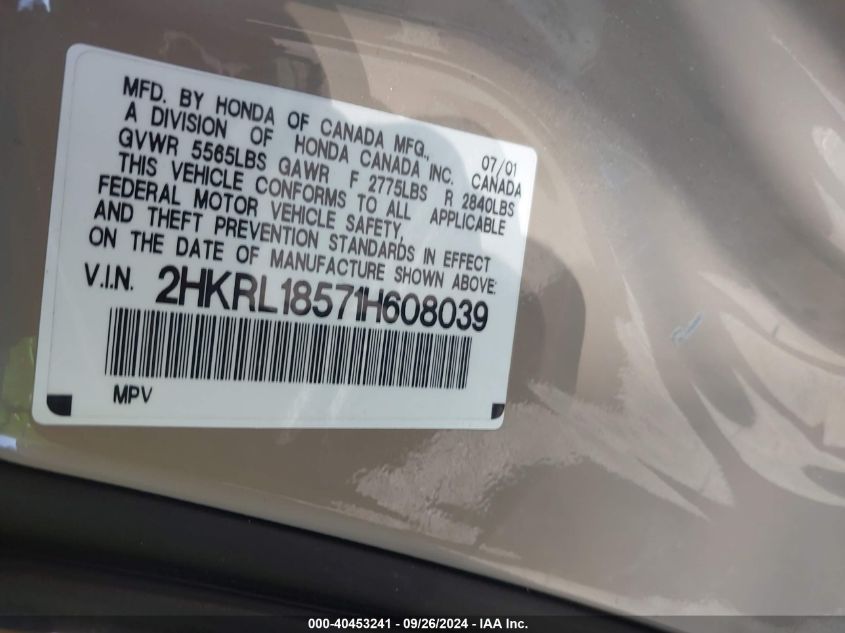 MFD. BY HONDA OF CANADA MFG., 07/01
A DIVISION OF HONDA CANADA INC. CANADA
GVWR 5565LBS GAWR F 2775LBS R 2840LBS
THIS VEHICLE CONFORMS TO ALL APPLICABLE
FEDERAL MOTOR VEHICLE SAFETY,
AND THEFT PREVENTION STANDARDS IN EFFECT
ON THE DATE OF MANUFACTURE SHOWN ABOVE.
V.I.N. 2HKRL18571H608039
MPV
000-40453241 - 09/26/2024 - IAA Inc.